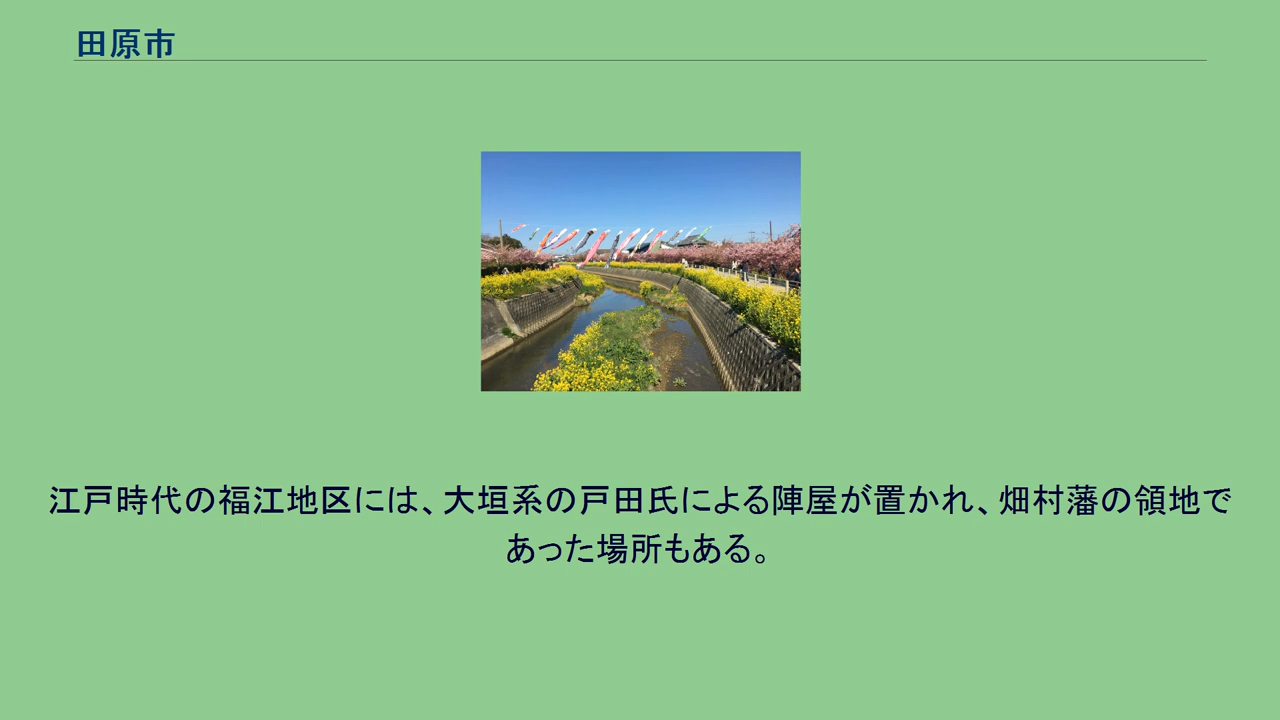 田原市
江戸時代の福江地区には、大垣系の戸田氏による陣屋が置かれ、畑村藩の領地で
あった場所もある。